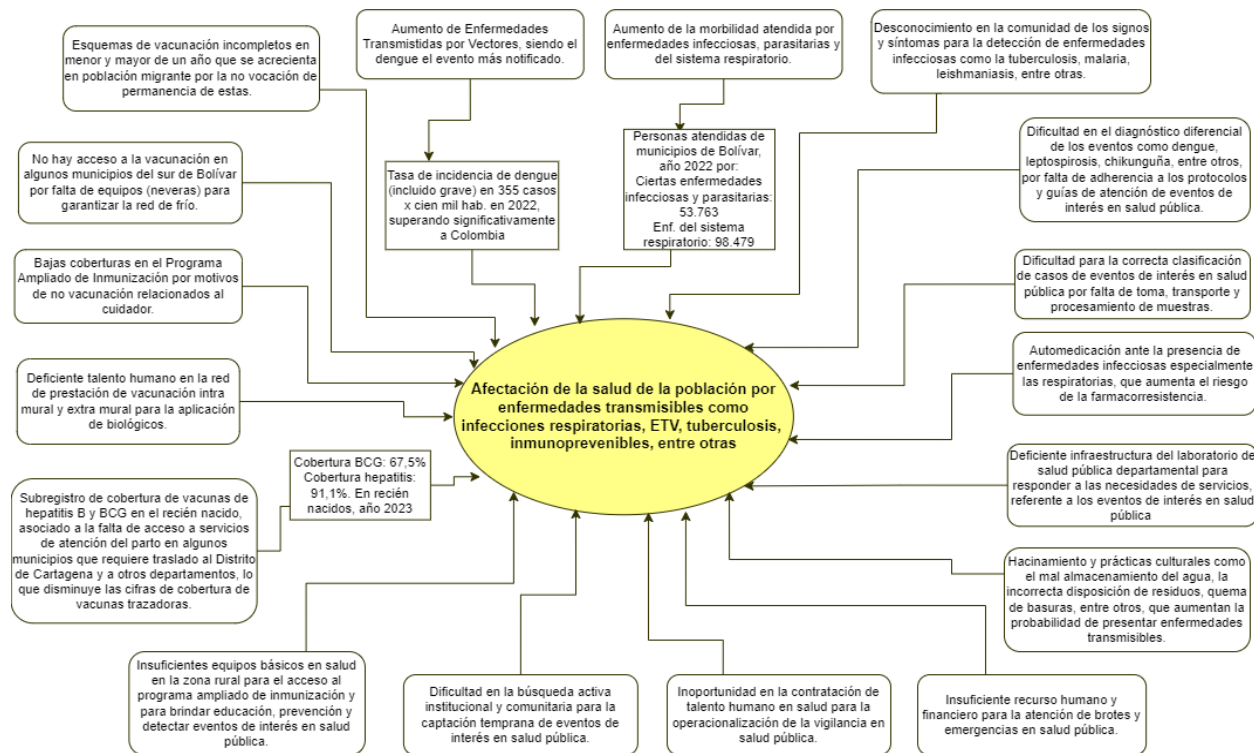 Esquemas de vacunación incompletos en
menor y mayor de un año que se acrecienta
en población migrante por la no vocación de
permanencia de estas.
Aumento de Enfermedades
Transmistidas por Vectores, siendo el
dengue el evento más notificado.
Aumento de la morbilidad atendida por
enfermedades infecciosas, parasitarias y
del sistema respiratorio.
Desconocimiento en la comunidad de los signos
y síntomas para la detección de enfermedades
infecciosas como la tuberculosis, malaria,
leishmaniasis, entre otras.
No hay acceso a la vacunación en
algunos municipios del sur de Bolívar
por falta de equipos (neveras) para
garantizar la red de frío.
Tasa de incidencia de dengue
(incluido grave) en 355 casos
x cien mil hab. en 2022,
superando significativamente
a Colombia
Personas atendidas de
municipios de Bolívar,
año 2022 por:
Ciertas enfermedades
infecciosas y parasitarias:
53.763
Enf. del sistema
respiratorio: 98.479
Dificultad en el diagnóstico diferencial
de los eventos como dengue,
leptospirosis, chikunguña, entre otros,
por falta de adherencia a los protocolos
y guías de atención de eventos de
interés en salud pública.
Bajas coberturas en el Programa
Ampliado de Inmunización por motivos
de no vacunación relacionados al
cuidador.
Dificultad para la correcta clasificación
de casos de eventos de interés en salud
pública por falta de toma, transporte y
procesamiento de muestras.
Deficiente talento humano en la red
de prestación de vacunación intra
mural y extra mural para la aplicación
de biológicos.
Afectación de la salud de la población por
enfermedades transmisibles como
infecciones respiratorias, ETV, tuberculosis,
inmunoprevenibles, entre otras
Automedicación ante la presencia de
enfermedades infecciosas especialmente
las respiratorias, que aumenta el riesgo
de la farmacorresistencia.
Subregistro de cobertura de vacunas de
hepatitis B y BCG en el recién nacido,
asociado a la falta de acceso a servicios
de atención del parto en algunos
municipios que requiere traslado al Distrito
de Cartagena y a otros departamentos, lo
que disminuye las cifras de cobertura de
vacunas trazadoras.
Cobertura BCG: 67,5%
Cobertura hepatitis:
91,1%. En recién
nacidos, año 2023
Deficiente infraestructura del laboratorio de
salud pública departamental para
responder a las necesidades de servicios,
referente a los eventos de interés en salud
pública
Hacinamiento y prácticas culturales como
el mal almacenamiento del agua, la
incorrecta disposición de residuos, quema
de basuras, entre otros, que aumentan la
probabilidad de presentar enfermedades
transmisibles.
Insuficientes equipos básicos en salud
en la zona rural para el acceso al
programa ampliado de inmunización y
para brindar educación, prevención y
detectar eventos de interés en salud
pública.
Dificultad en la búsqueda activa
institucional y comunitaria para la
captación temprana de eventos de
interés en salud pública.
Inoportunidad en la contratación de
talento humano en salud para la
operacionalización de la vigilancia en
salud pública.
Insuficiente recurso humano y
financiero para la atención de brotes y
emergencias en salud pública.